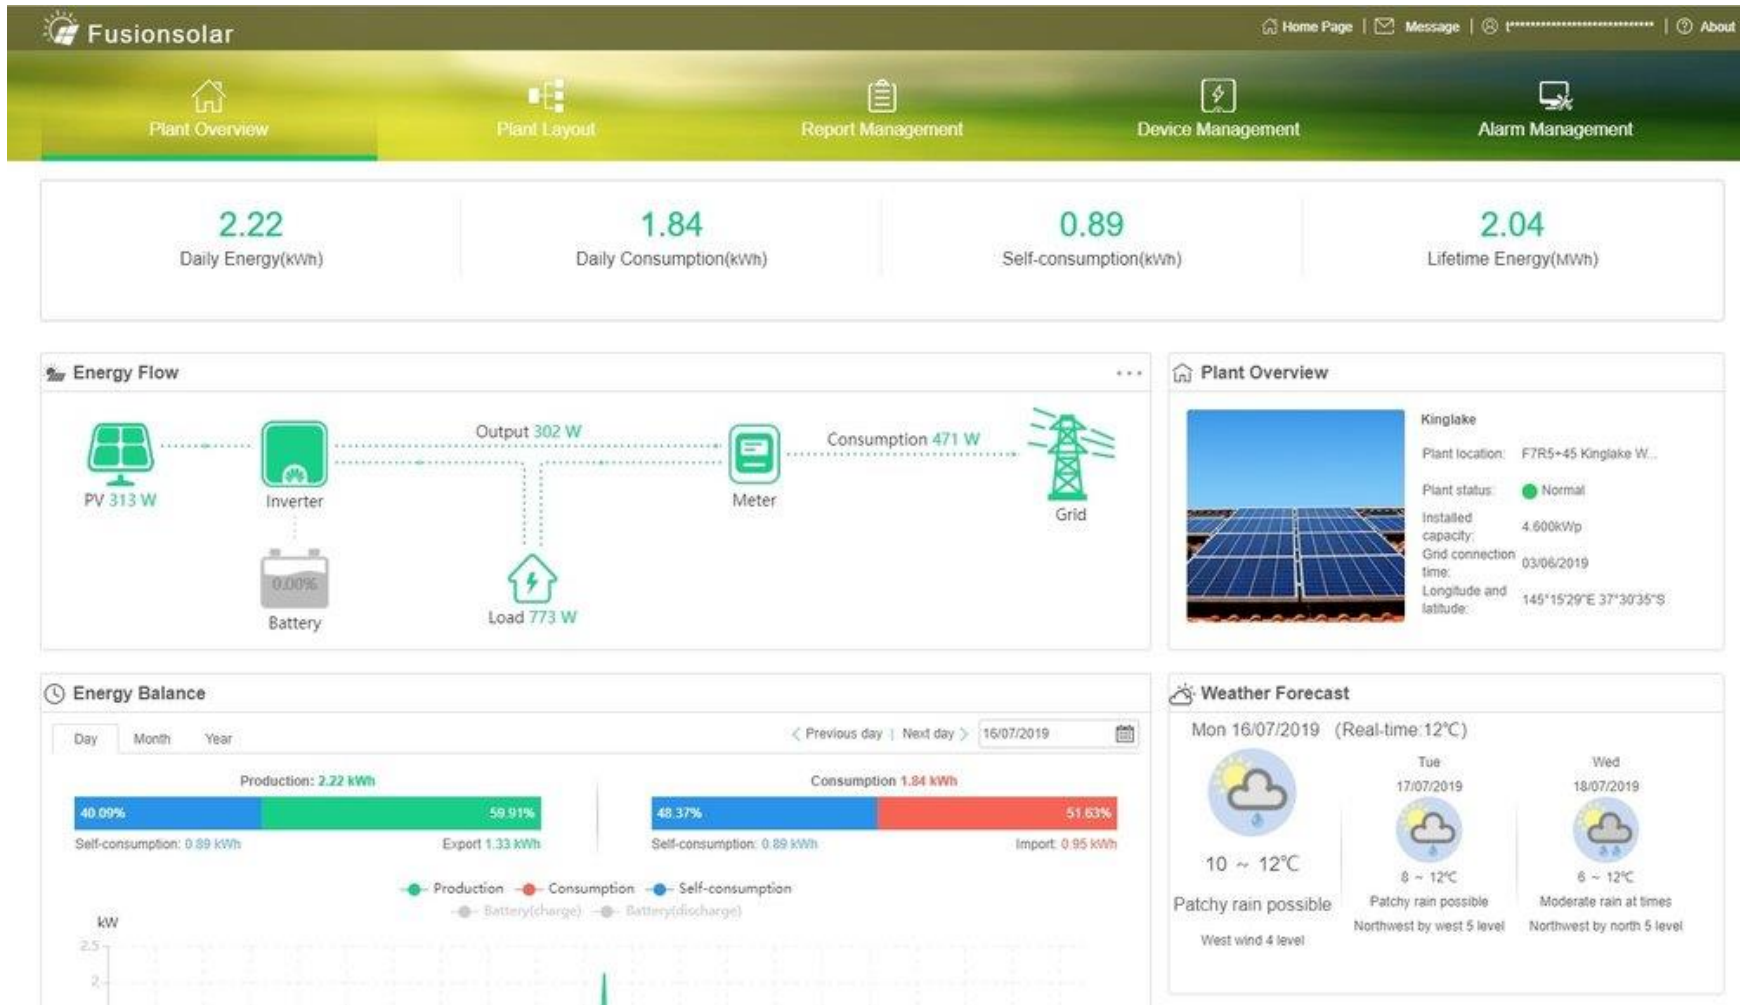 Fusionsolar
Home Page | Message | t**************************** | About
Plant Overview
Plant Layout
Report Management
Device Management
Alarm Management
2.22
Daily Energy(kWh)
1.84
Daily Consumption(kWh)
0.89
Self-consumption(kWh)
2.04
Lifetime Energy(MWh)
Energy Flow
PV 313 W
Inverter
0.00%
Battery
Output 302 W
Load 773 W
Meter
Consumption 471 W
Grid
Plant Overview
Kinglake
Plant location: F7R5+45 Kinglake W...
Plant status: Normal
Installed
capacity: 4.600kWp
Grid connection
time: 03/06/2019
Longitude and
latitude: 145°15'29"E 37°30'35"S
Energy Balance
Day Month Year
Previous day | Next day 16/07/2019
Production: 2.22 kWh
40.09% 59.91%
Self-consumption: 0.89 kWh Export 1.33 kWh
Consumption 1.84 kWh
48.37% 51.63%
Self-consumption: 0.89 kWh Import: 0.95 kWh
Production Consumption Self-consumption
Battery(charge) Battery(discharge)
kW
2.5
2
Weather Forecast
Mon 16/07/2019 (Real-time:12℃)
10 ~ 12℃
Patchy rain possible
West wind 4 level
Tue
17/07/2019
8 ~ 12℃
Patchy rain possible
Northwest by west 5 level
Wed
18/07/2019
6 ~ 12℃
Moderate rain at times
Northwest by north 5 level